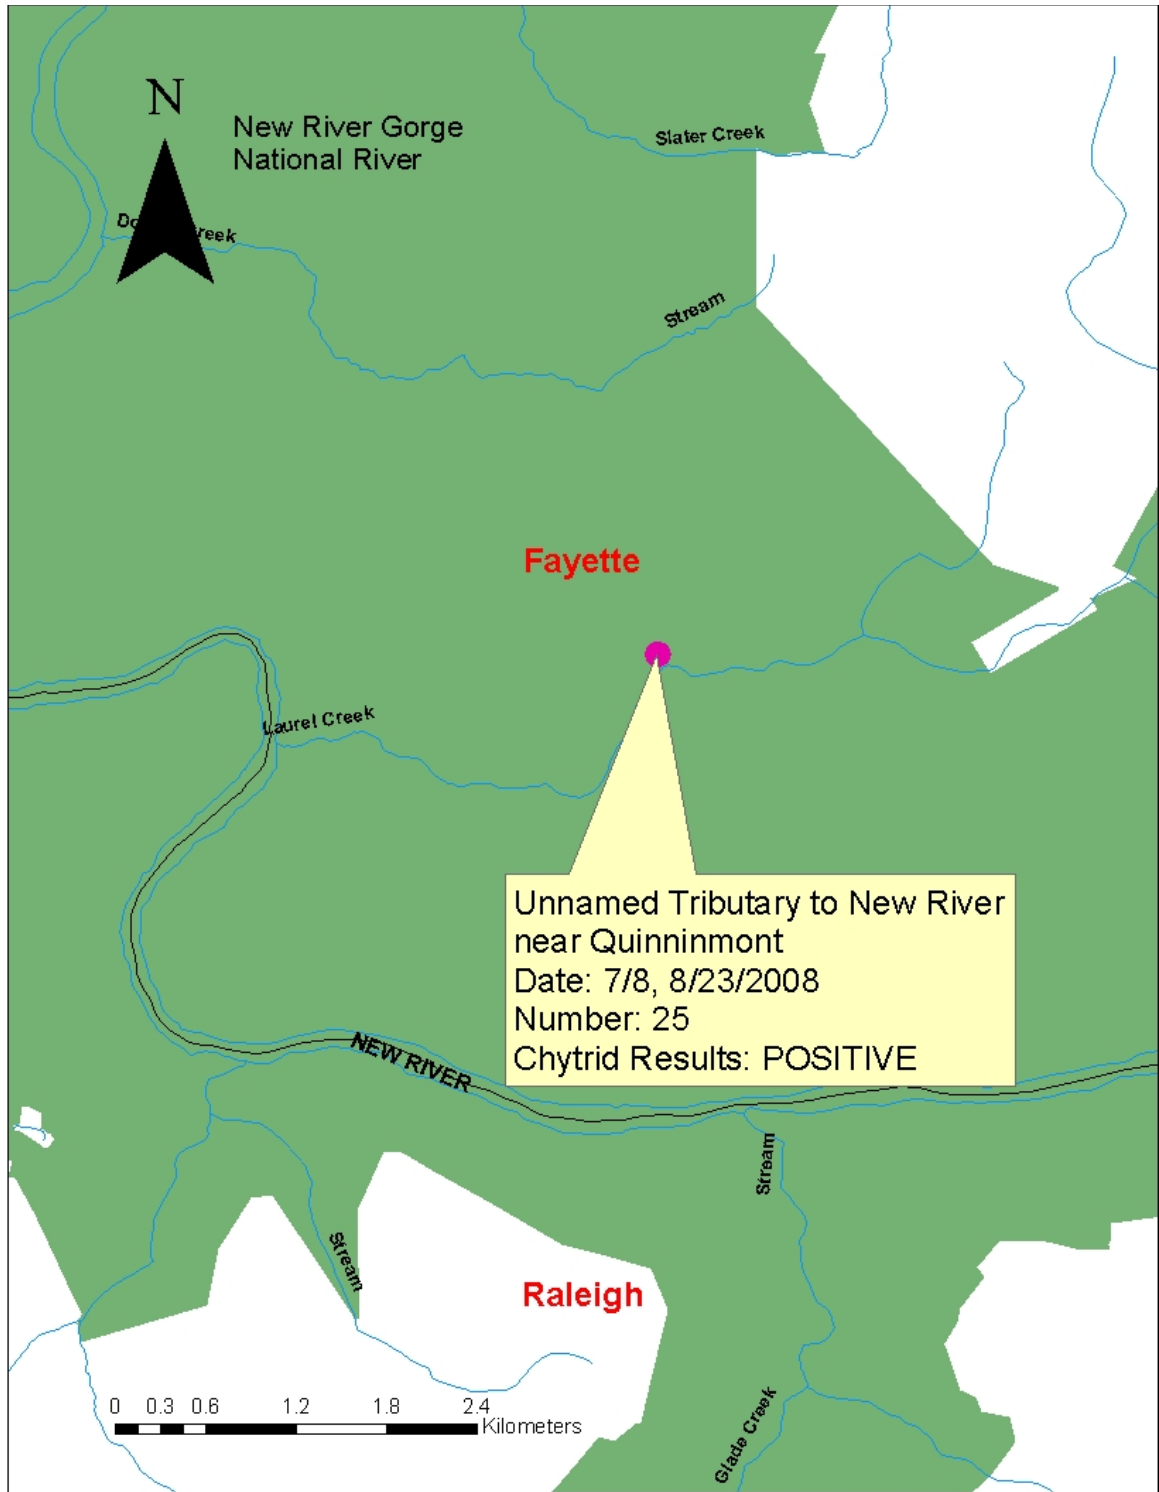 N
New River Gorge
National River
Slater Creek
Stream
Fayette
Laurel Creek
Unnamed Tributary to New River
near Quinninmont
Date: 7/8, 8/23/2008
Number: 25
Chytrid Results: POSITIVE
NEW RIVER
Stream
Stream
Raleigh
Glade Creek
0 0.3 0.6 1.2 1.8 2.4
Kilometers